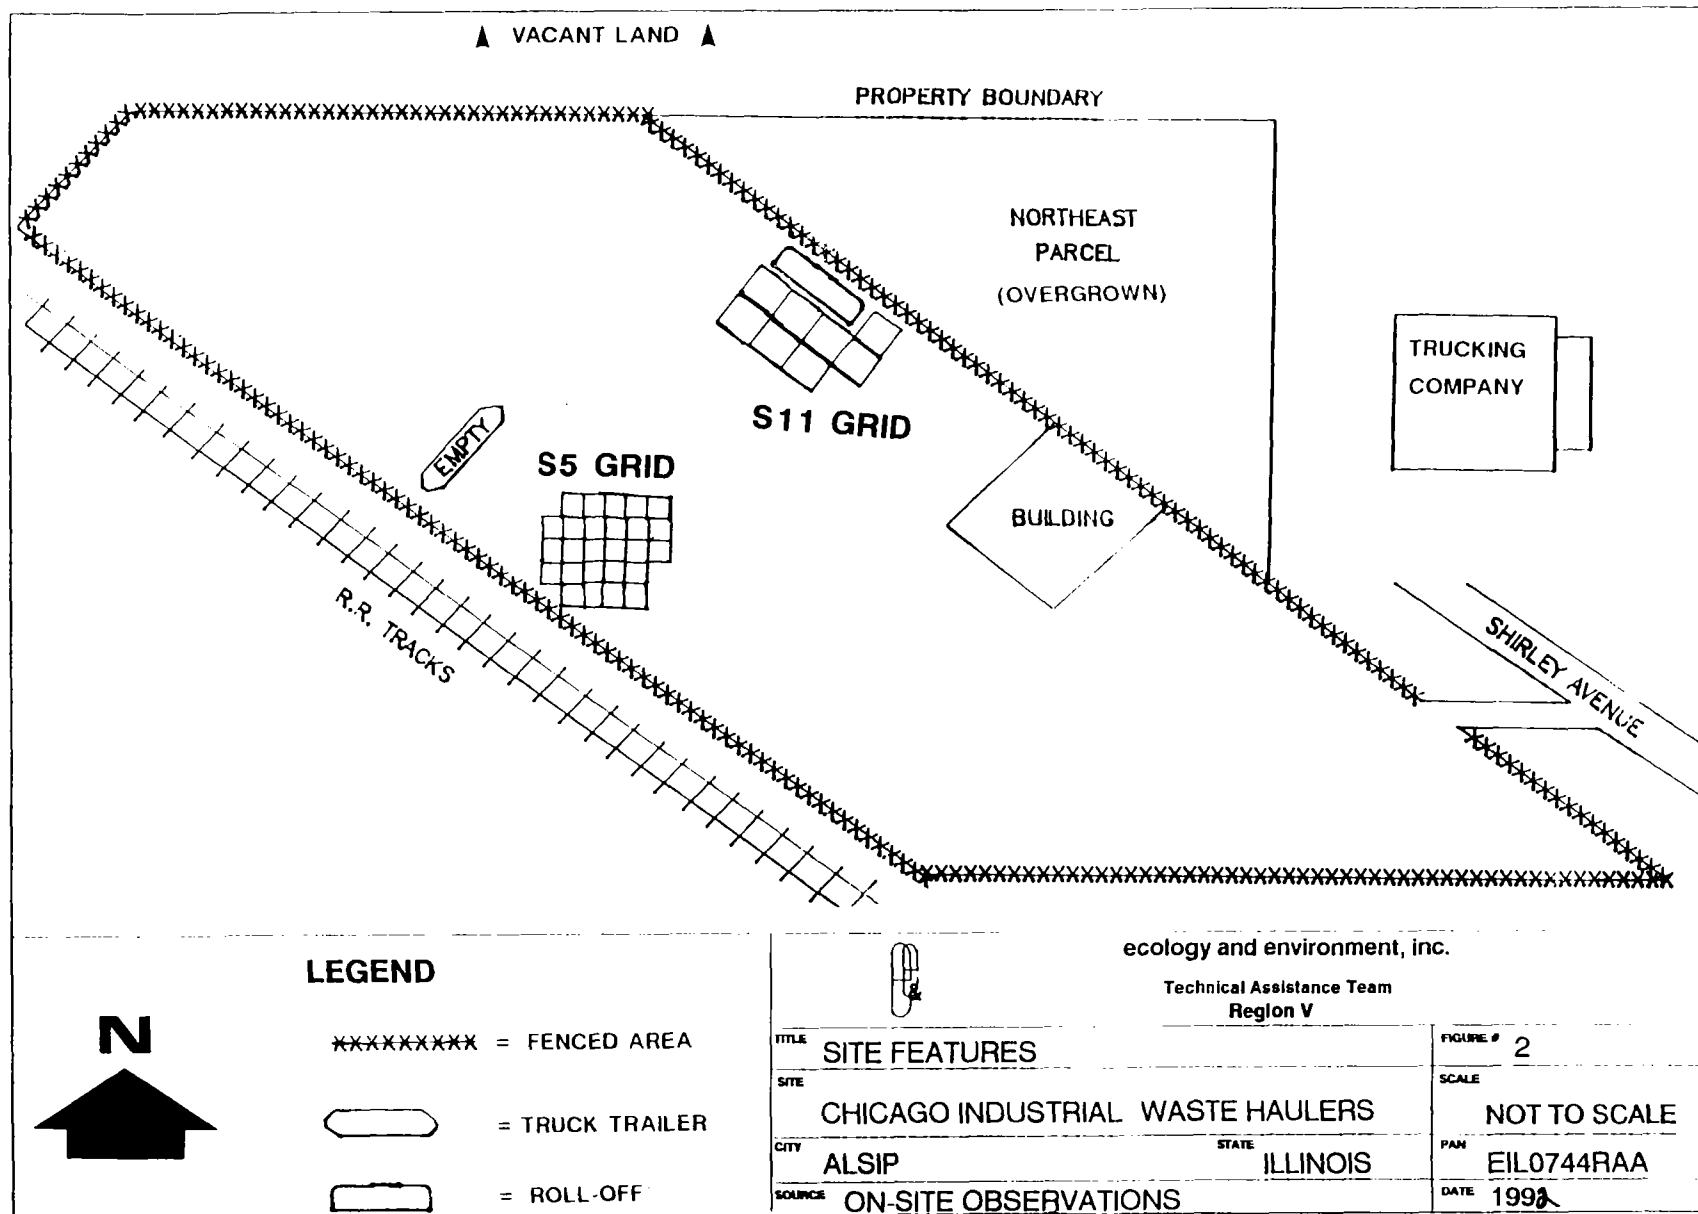 VACANT LAND
PROPERTY BOUNDARY
NORTHEAST
PARCEL
(OVERGROWN)
TRUCKING
COMPANY
S11 GRID
EMPTY
S5 GRID
BUILDING
R.R. TRACKS
SHIRLEY AVENUE
LEGEND
N
= FENCED AREA
= TRUCK TRAILER
= ROLL-OFF
ecology and environment, inc.
Technical Assistance Team
Region V
TITLE SITE FEATURES
FIGURE # 2
SITE CHICAGO INDUSTRIAL WASTE HAULERS
SCALE NOT TO SCALE
CITY ALSIP STATE ILLINOIS
PAN EIL0744RAA
SOURCE ON-SITE OBSERVATIONS
DATE 1992